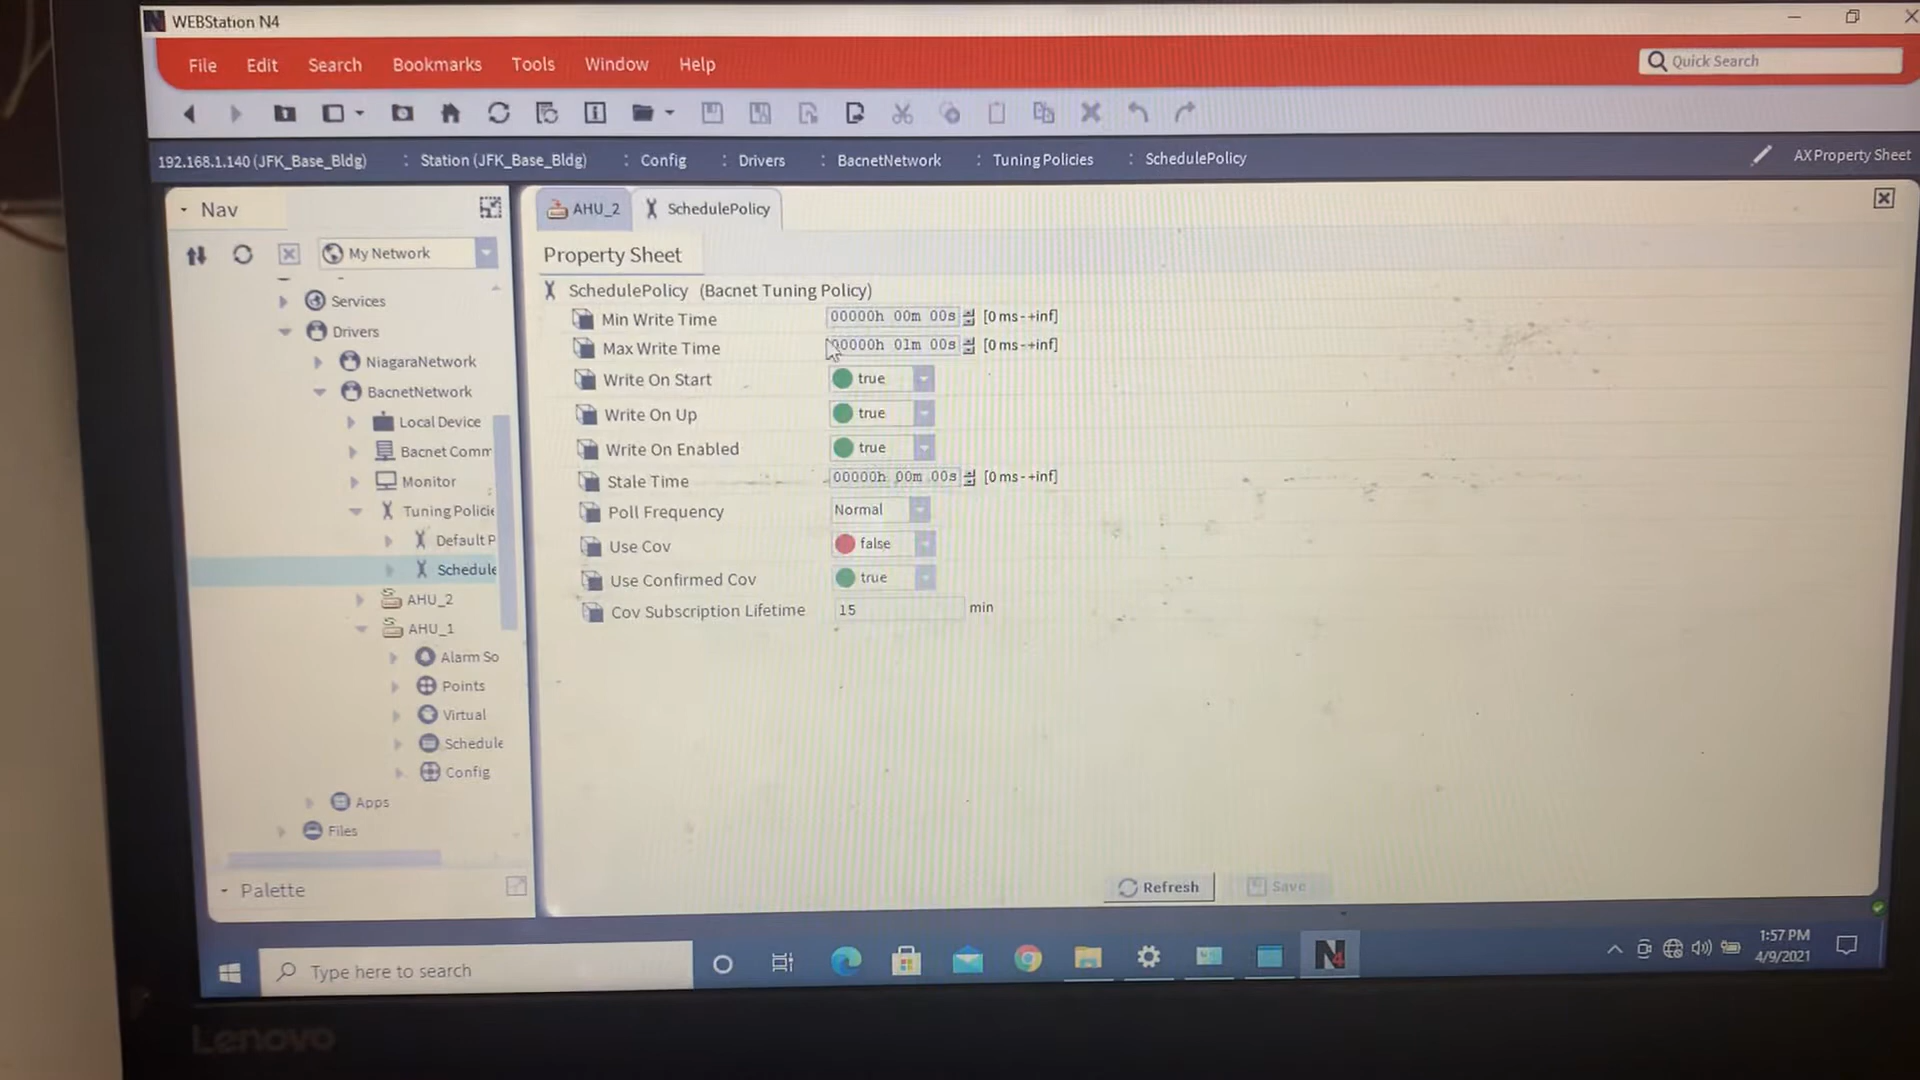 WEBStation N4
File Edit Search Bookmarks Tools Window Help
Quick Search
192.168.1.140 (JFK_Base_Bldg) : Station (JFK_Base_Bldg) : Config : Drivers : BacnetNetwork : Tuning Policies : SchedulePolicy
AX Property Sheet
Nav
My Network
Services
Drivers
NiagaraNetwork
BacnetNetwork
Local Device
Bacnet Comm
Monitor
Tuning Policie
Default P
Schedule
AHU_2
AHU_1
Alarm So
Points
Virtual
Schedule
Config
Apps
Files
Palette
AHU_2
SchedulePolicy
Property Sheet
SchedulePolicy (Bacnet Tuning Policy)
Min Write Time 00000h 00m 00s [0 ms - +inf]
Max Write Time 00000h 01m 00s [0 ms - +inf]
Write On Start true
Write On Up true
Write On Enabled true
Stale Time 00000h 00m 00s [0 ms - +inf]
Poll Frequency Normal
Use Cov false
Use Confirmed Cov true
Cov Subscription Lifetime 15 min
Refresh
Save
Type here to search
N4
1:57 PM
4/9/2021
Lenovo